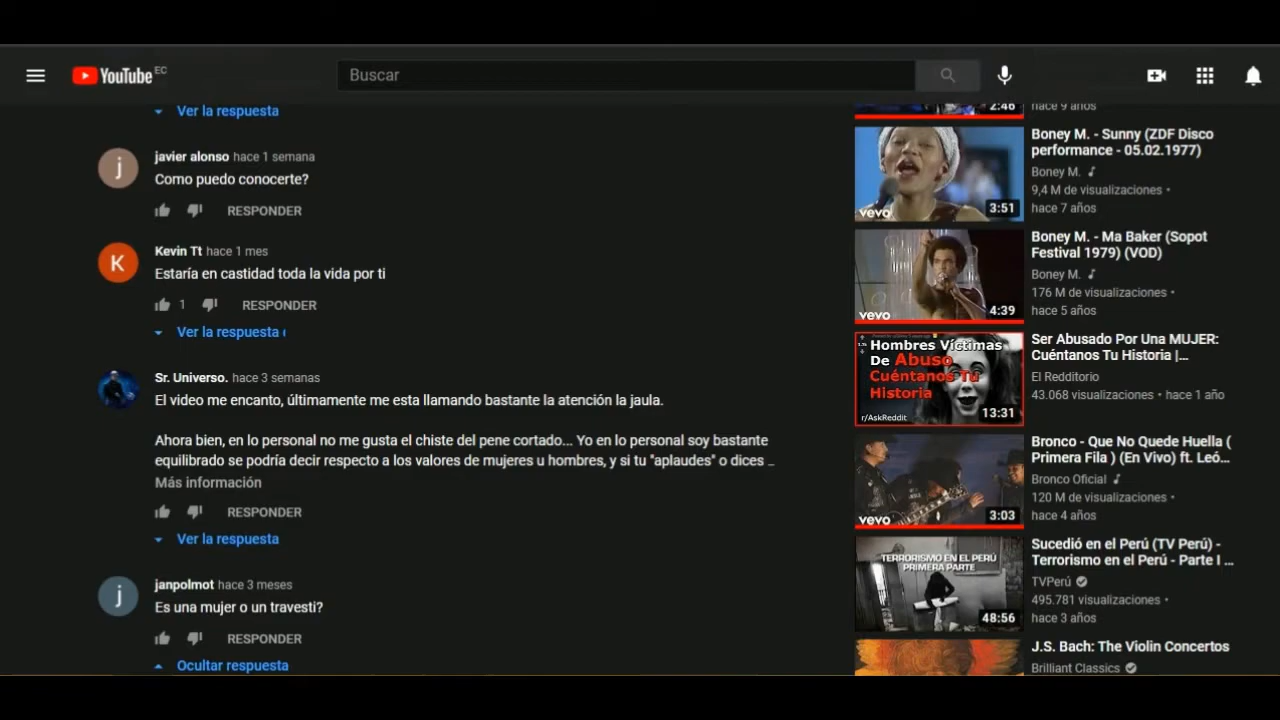 YouTube EC
Buscar
Ver la respuesta
j
javier alonso hace 1 semana
Como puedo conocerte?
RESPONDER
K
Kevin Tt hace 1 mes
Estaría en castidad toda la vida por ti
1 RESPONDER
Ver la respuesta
Sr. Universo. hace 3 semanas
El video me encanto, últimamente me esta llamando bastante la atención la jaula.
Ahora bien, en lo personal no me gusta el chiste del pene cortado... Yo en lo personal soy bastante
equilibrado se podría decir respecto a los valores de mujeres u hombres, y si tu "aplaudes" o dices ...
Más información
RESPONDER
Ver la respuesta
j
janpolmot hace 3 meses
Es una mujer o un travesti?
RESPONDER
Ocultar respuesta
2:46
hace 9 años
vevo
3:51
Boney M. - Sunny (ZDF Disco
performance - 05.02.1977)
Boney M.
9,4 M de visualizaciones •
hace 7 años
vevo
4:39
Boney M. - Ma Baker (Sopot
Festival 1979) (VOD)
Boney M.
176 M de visualizaciones •
hace 5 años
Hombres Víctimas
De Abuso
Cuéntanos Tu
Historia
r/AskReddit
13:31
Ser Abusado Por Una MUJER:
Cuéntanos Tu Historia |...
El Redditorio
43.068 visualizaciones • hace 1 año
vevo
3:03
Bronco - Que No Quede Huella (
Primera Fila ) (En Vivo) ft. Leó...
Bronco Oficial
120 M de visualizaciones •
hace 4 años
TERRORISMO EN EL PERÚ
PRIMERA PARTE
48:56
Sucedió en el Perú (TV Perú) -
Terrorismo en el Perú - Parte I ...
TVPerú
495.781 visualizaciones •
hace 3 años
J.S. Bach: The Violin Concertos
Brilliant Classics